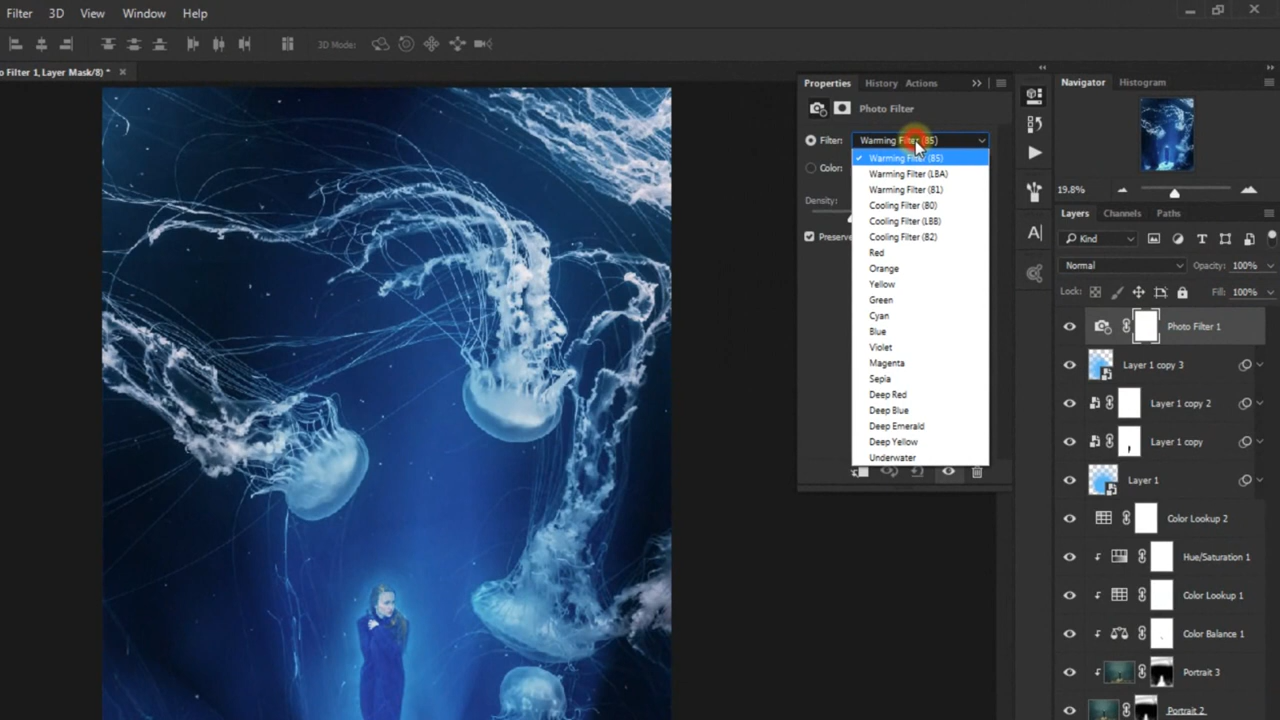 Filter 3D View Window Help
3D Mode:
o Filter 1, Layer Mask/8) *
Properties History Actions
Photo Filter
Filter: Warming Filter (85)
Color:
Density:
Preserve
Warming Filter (85)
Warming Filter (LBA)
Warming Filter (81)
Cooling Filter (80)
Cooling Filter (LBB)
Cooling Filter (82)
Red
Orange
Yellow
Green
Cyan
Blue
Violet
Magenta
Sepia
Deep Red
Deep Blue
Deep Emerald
Deep Yellow
Underwater
Navigator Histogram
19.8%
Layers Channels Paths
Kind
Normal Opacity: 100%
Lock: Fill: 100%
Photo Filter 1
Layer 1 copy 3
Layer 1 copy 2
Layer 1 copy
Layer 1
Color Lookup 2
Hue/Saturation 1
Color Lookup 1
Color Balance 1
Portrait 3
Portrait 2